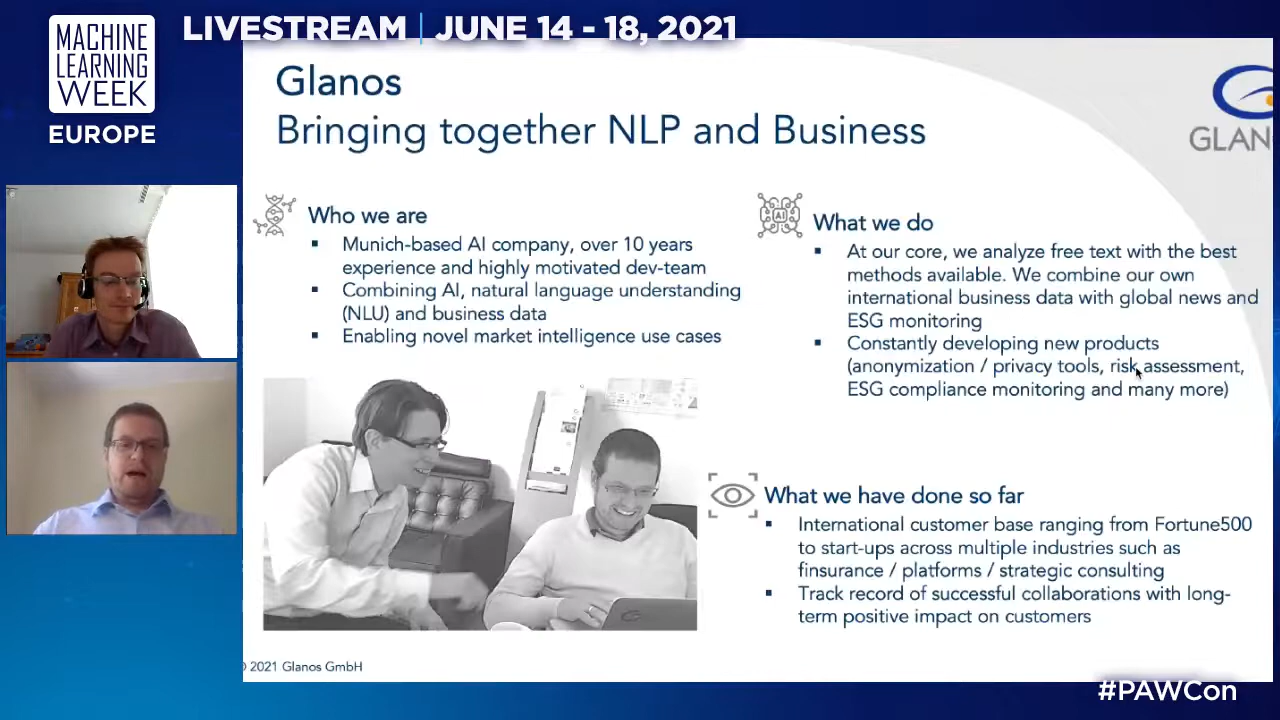 LIVESTREAM | JUNE 14 - 18, 2021
MACHINE
LEARNING
WEEK
EUROPE
Glanos
Bringing together NLP and Business
GLAN
Who we are
▪ Munich-based AI company, over 10 years
experience and highly motivated dev-team
▪ Combining AI, natural language understanding
(NLU) and business data
▪ Enabling novel market intelligence use cases
AI
What we do
▪ At our core, we analyze free text with the best
methods available. We combine our own
international business data with global news and
ESG monitoring
▪ Constantly developing new products
(anonymization / privacy tools, risk assessment,
ESG compliance monitoring and many more)
What we have done so far
▪ International customer base ranging from Fortune500
to start-ups across multiple industries such as
finsurance / platforms / strategic consulting
▪ Track record of successful collaborations with long-
term positive impact on customers
2021 Glanos GmbH
#PAWCon